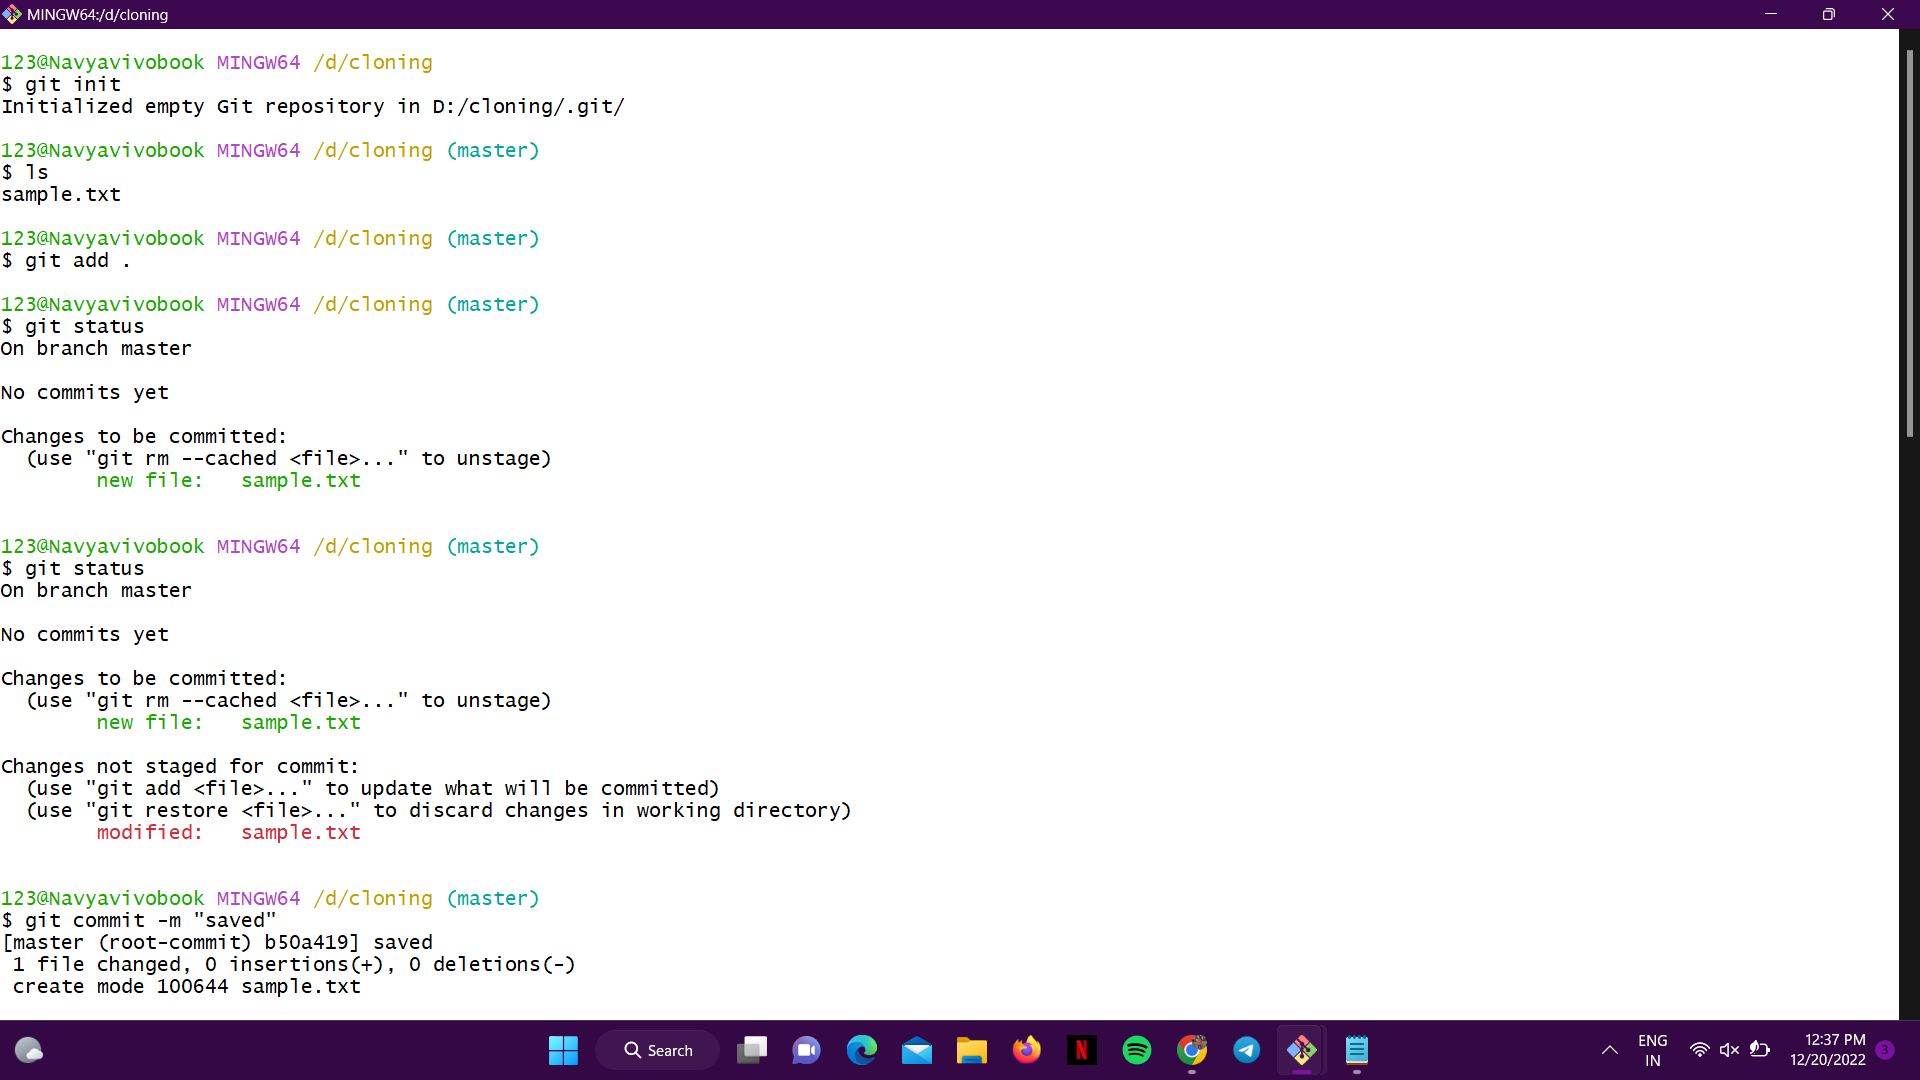 MINGW64:/d/cloning
123@Navyavivobook MINGW64 /d/cloning
$ git init
Initialized empty Git repository in D:/cloning/.git/
123@Navyavivobook MINGW64 /d/cloning (master)
$ ls
sample.txt
123@Navyavivobook MINGW64 /d/cloning (master)
$ git add .
123@Navyavivobook MINGW64 /d/cloning (master)
$ git status
On branch master
No commits yet
Changes to be committed:
  (use "git rm --cached <file>..." to unstage)
        new file:   sample.txt
123@Navyavivobook MINGW64 /d/cloning (master)
$ git status
On branch master
No commits yet
Changes to be committed:
  (use "git rm --cached <file>..." to unstage)
        new file:   sample.txt
Changes not staged for commit:
  (use "git add <file>..." to update what will be committed)
  (use "git restore <file>..." to discard changes in working directory)
        modified:   sample.txt
123@Navyavivobook MINGW64 /d/cloning (master)
$ git commit -m "saved"
[master (root-commit) b50a419] saved
 1 file changed, 0 insertions(+), 0 deletions(-)
 create mode 100644 sample.txt
Search
N
ENG
IN
12:37 PM
12/20/2022
3